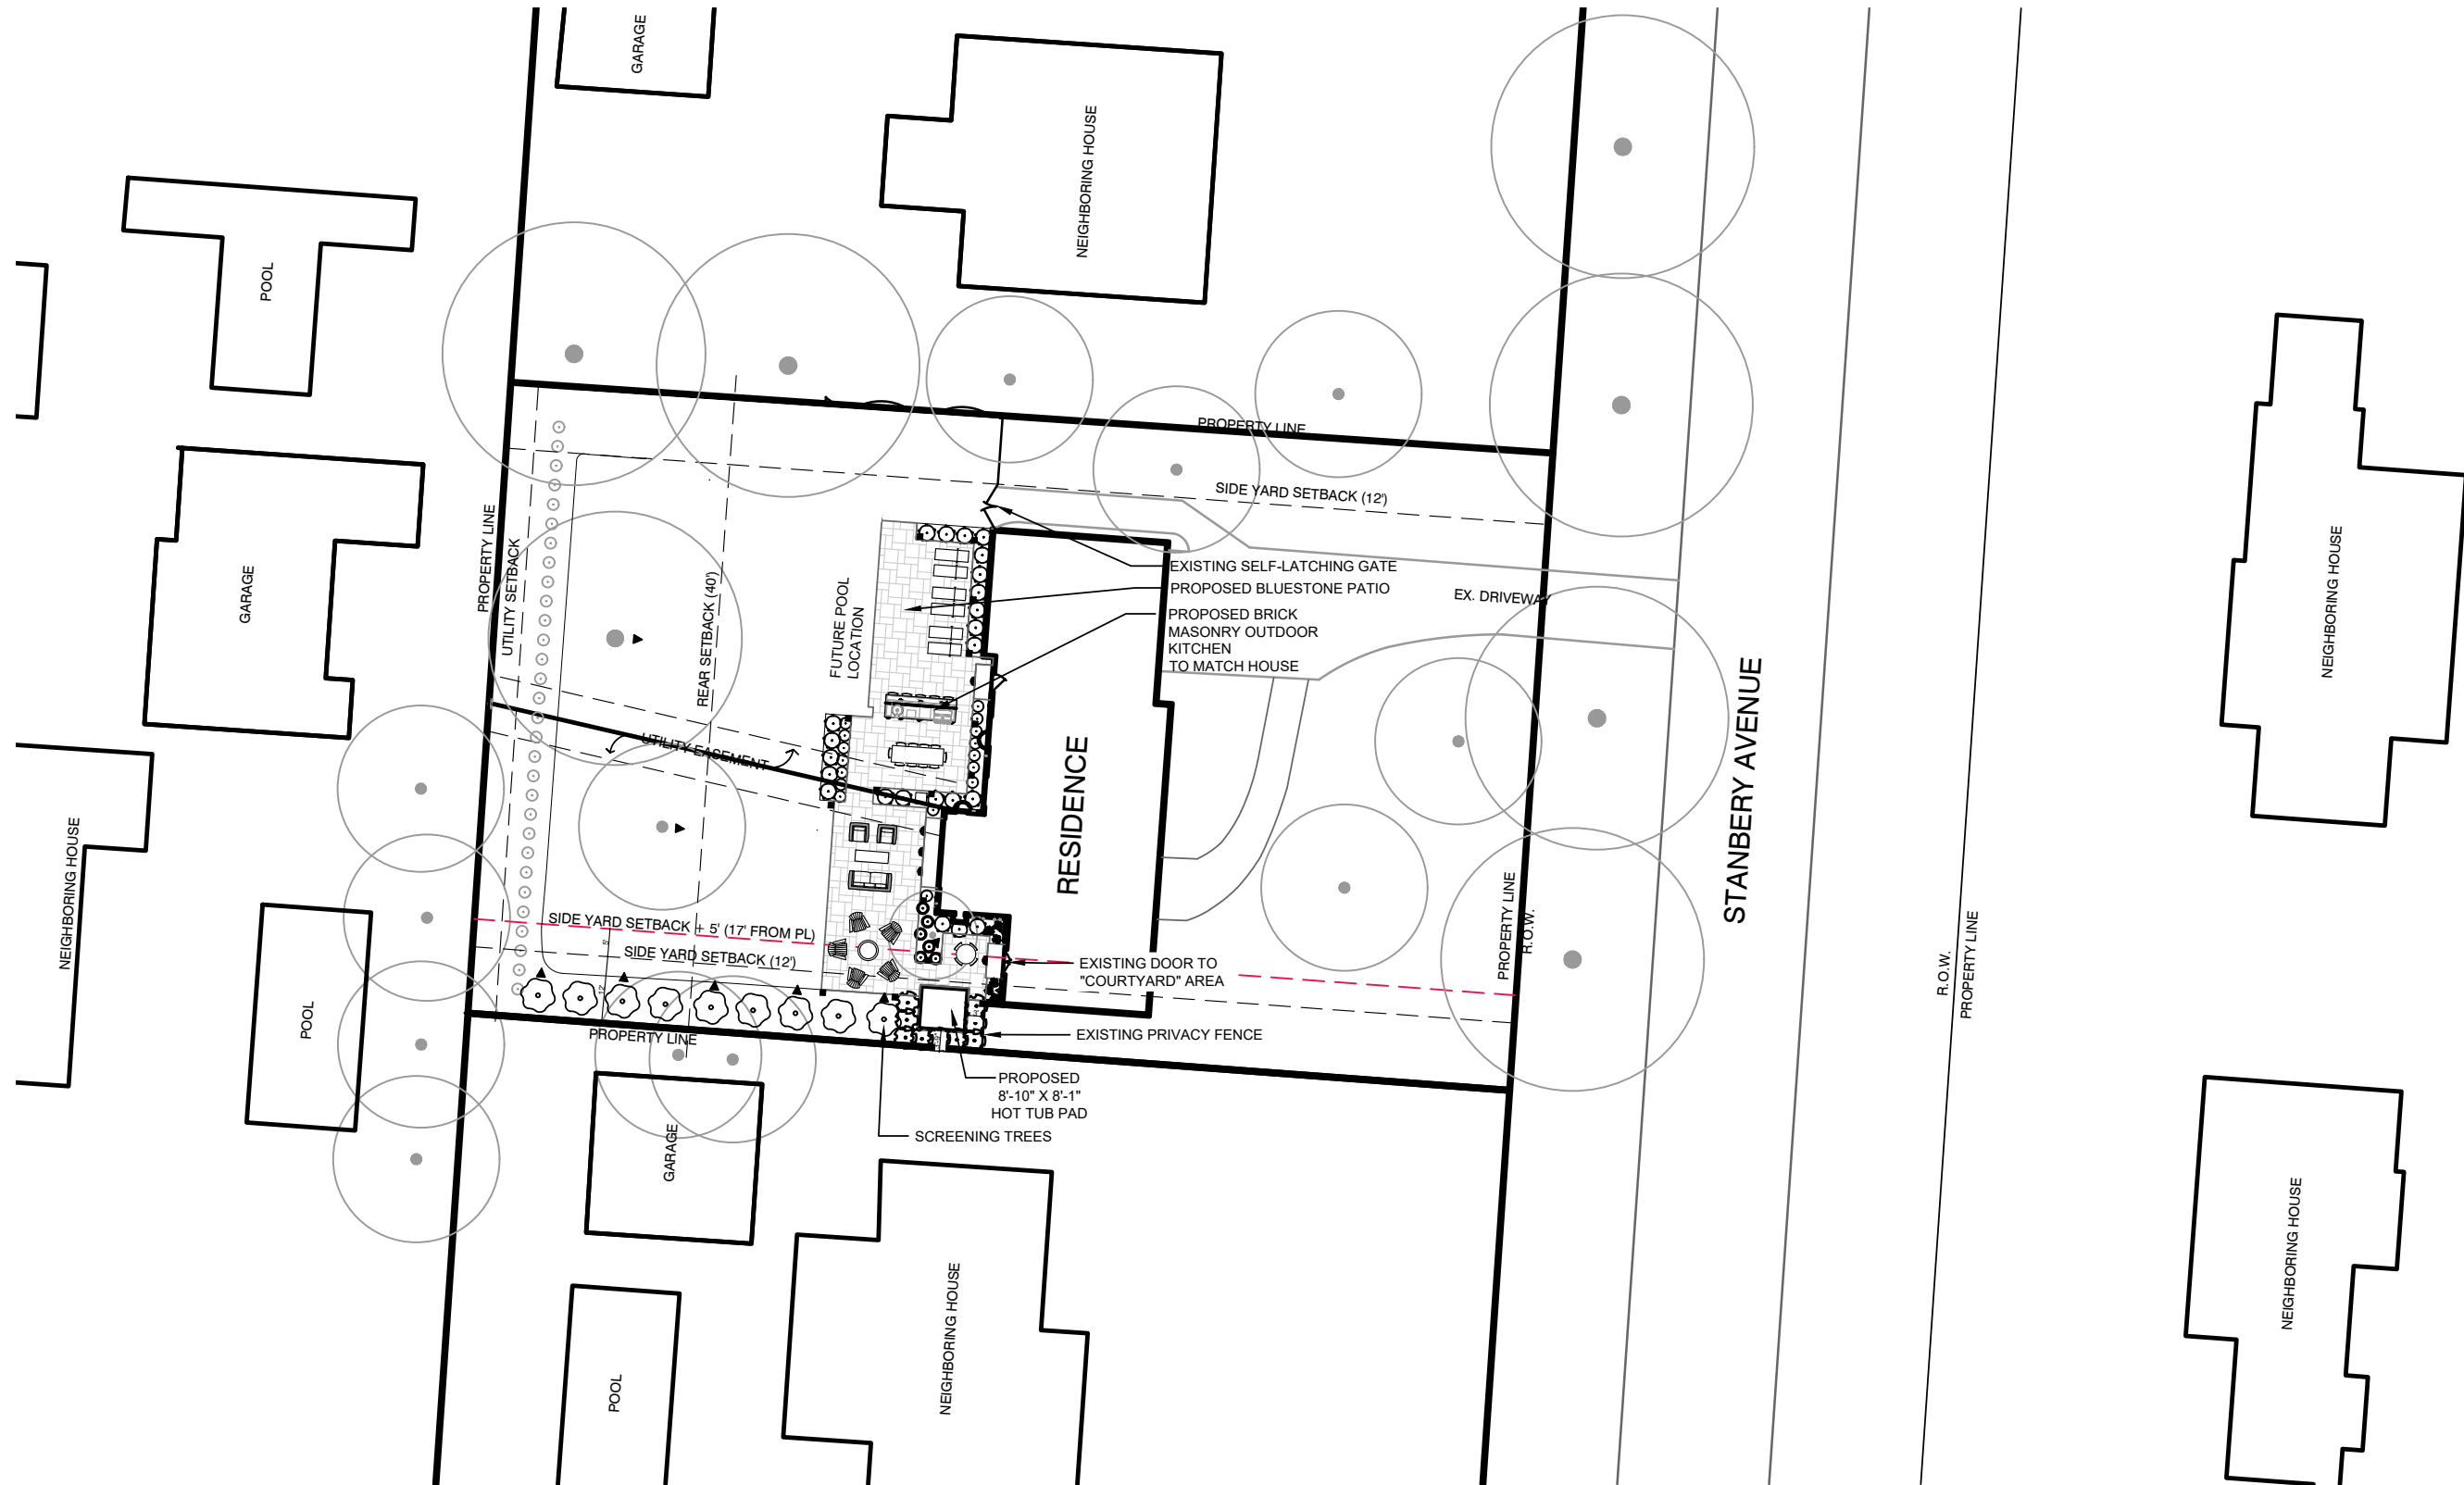 GARAGE
NEIGHBORING HOUSE
POOL
PROPERTY LINE
SIDE YARD SETBACK (12')
PROPERTY LINE
UTILITY SETBACK
GARAGE
REAR SETBACK (40')
FUTURE POOL
LOCATION
EXISTING SELF-LATCHING GATE
PROPOSED BLUESTONE PATIO
PROPOSED BRICK
MASONRY OUTDOOR
KITCHEN
TO MATCH HOUSE
EX. DRIVEWAY
NEIGHBORING HOUSE
UTILITY EASEMENT
RESIDENCE
STANBERY AVENUE
NEIGHBORING HOUSE
SIDE YARD SETBACK + 5' (17' FROM PL)
SIDE YARD SETBACK (12')
5'
12'
PROPERTY LINE
R.O.W.
R.O.W.
PROPERTY LINE
EXISTING DOOR TO
"COURTYARD" AREA
POOL
PROPERTY LINE
EXISTING PRIVACY FENCE
PROPOSED
8'-10" X 8'-1"
HOT TUB PAD
SCREENING TREES
GARAGE
NEIGHBORING HOUSE
POOL
NEIGHBORING HOUSE